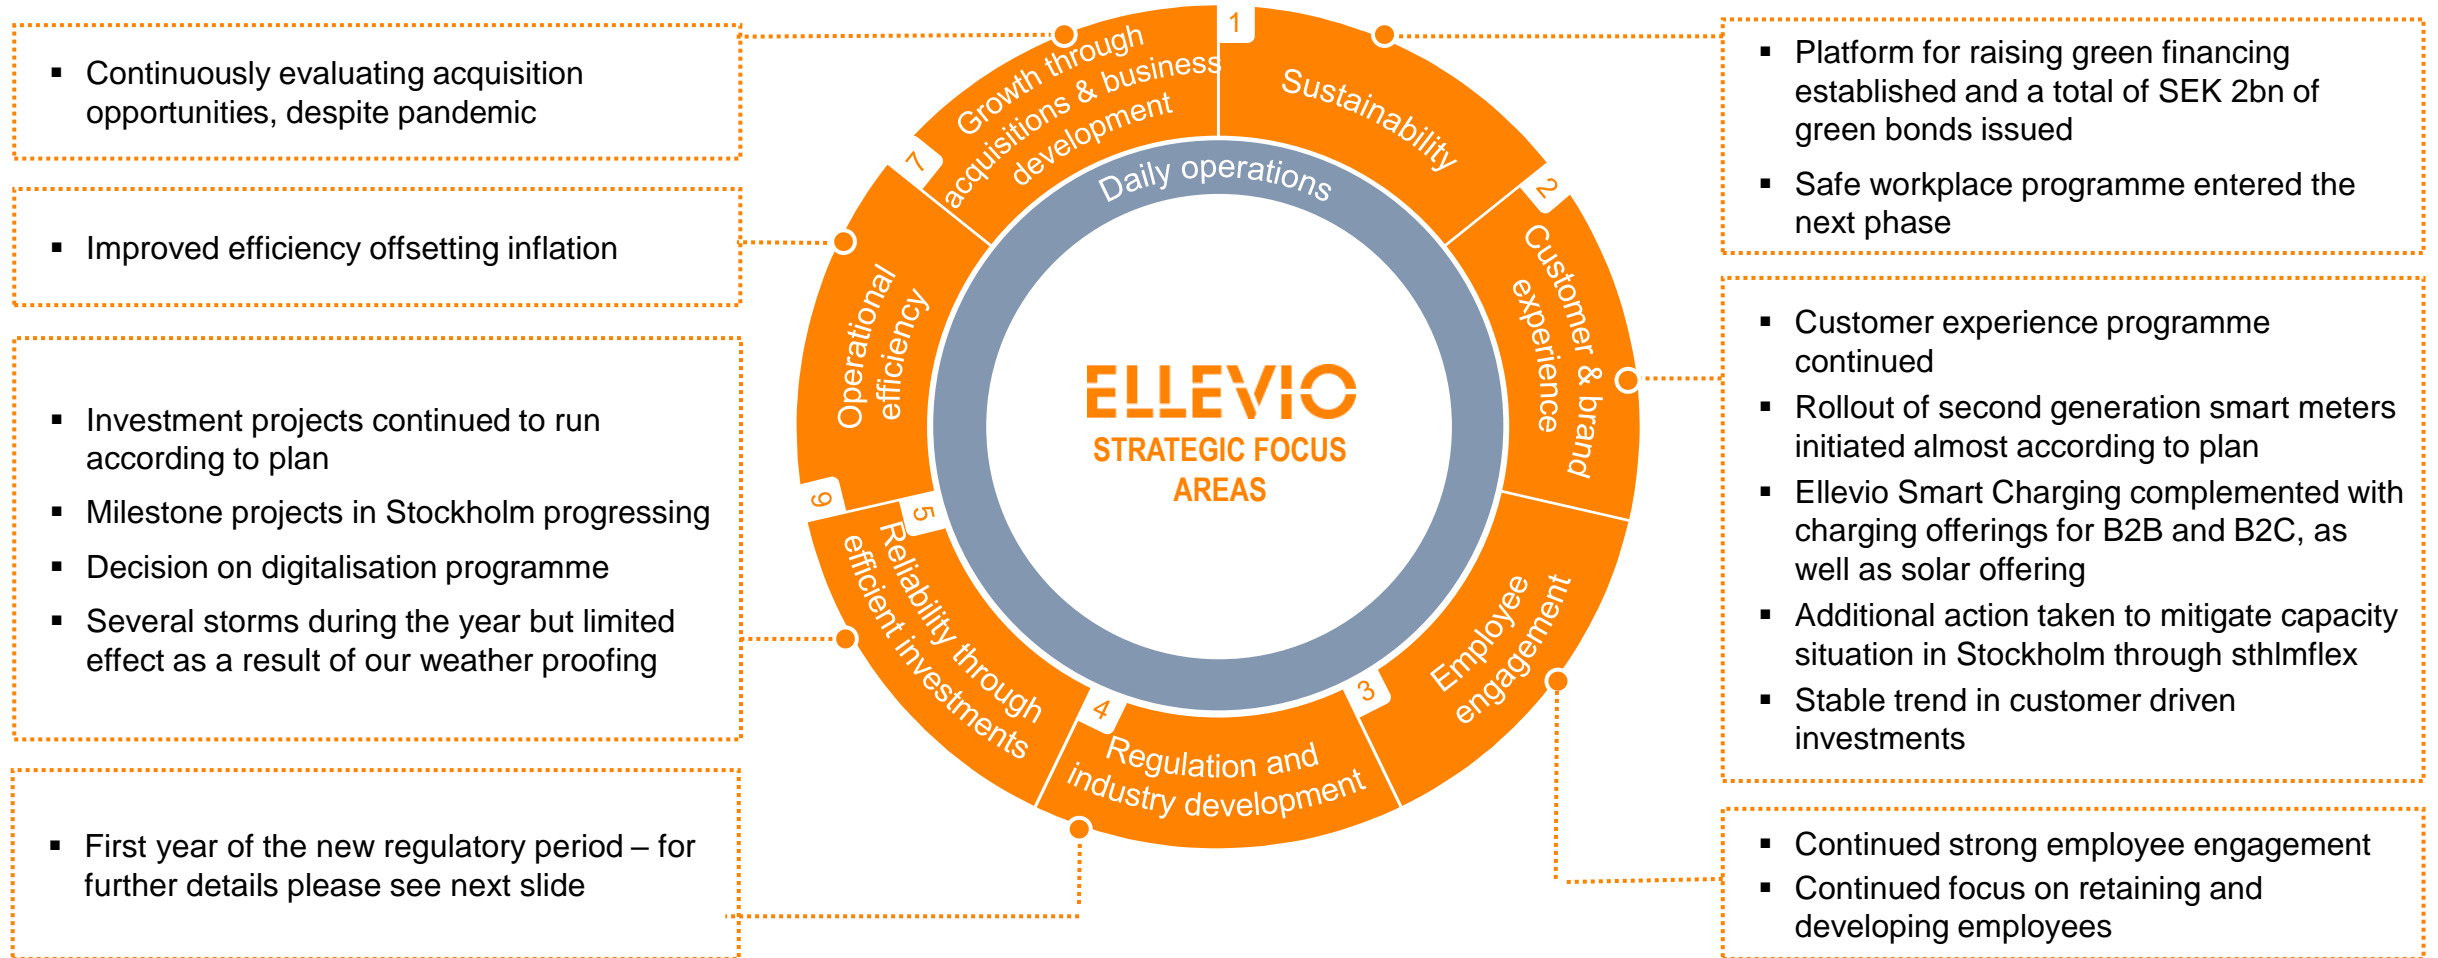 ▪ Continuously evaluating acquisition
opportunities, despite pandemic
▪ Improved efficiency offsetting inflation
▪ Investment projects continued to run
according to plan
▪ Milestone projects in Stockholm progressing
▪ Decision on digitalisation programme
▪ Several storms during the year but limited
effect as a result of our weather proofing
▪ First year of the new regulatory period – for
further details please see next slide
1
Sustainability
2
Customer & brand
experience
3
Employee
engagement
4
Regulation and
industry development
5
Reliability through
efficient investments
6
Operational
efficiency
7
Growth through
acquisitions & business
development
Daily operations
ELLEVIO
STRATEGIC FOCUS
AREAS
▪ Platform for raising green financing
established and a total of SEK 2bn of
green bonds issued
▪ Safe workplace programme entered the
next phase
▪ Customer experience programme
continued
▪ Rollout of second generation smart meters
initiated almost according to plan
▪ Ellevio Smart Charging complemented with
charging offerings for B2B and B2C, as
well as solar offering
▪ Additional action taken to mitigate capacity
situation in Stockholm through sthlmflex
▪ Stable trend in customer driven
investments
▪ Continued strong employee engagement
▪ Continued focus on retaining and
developing employees